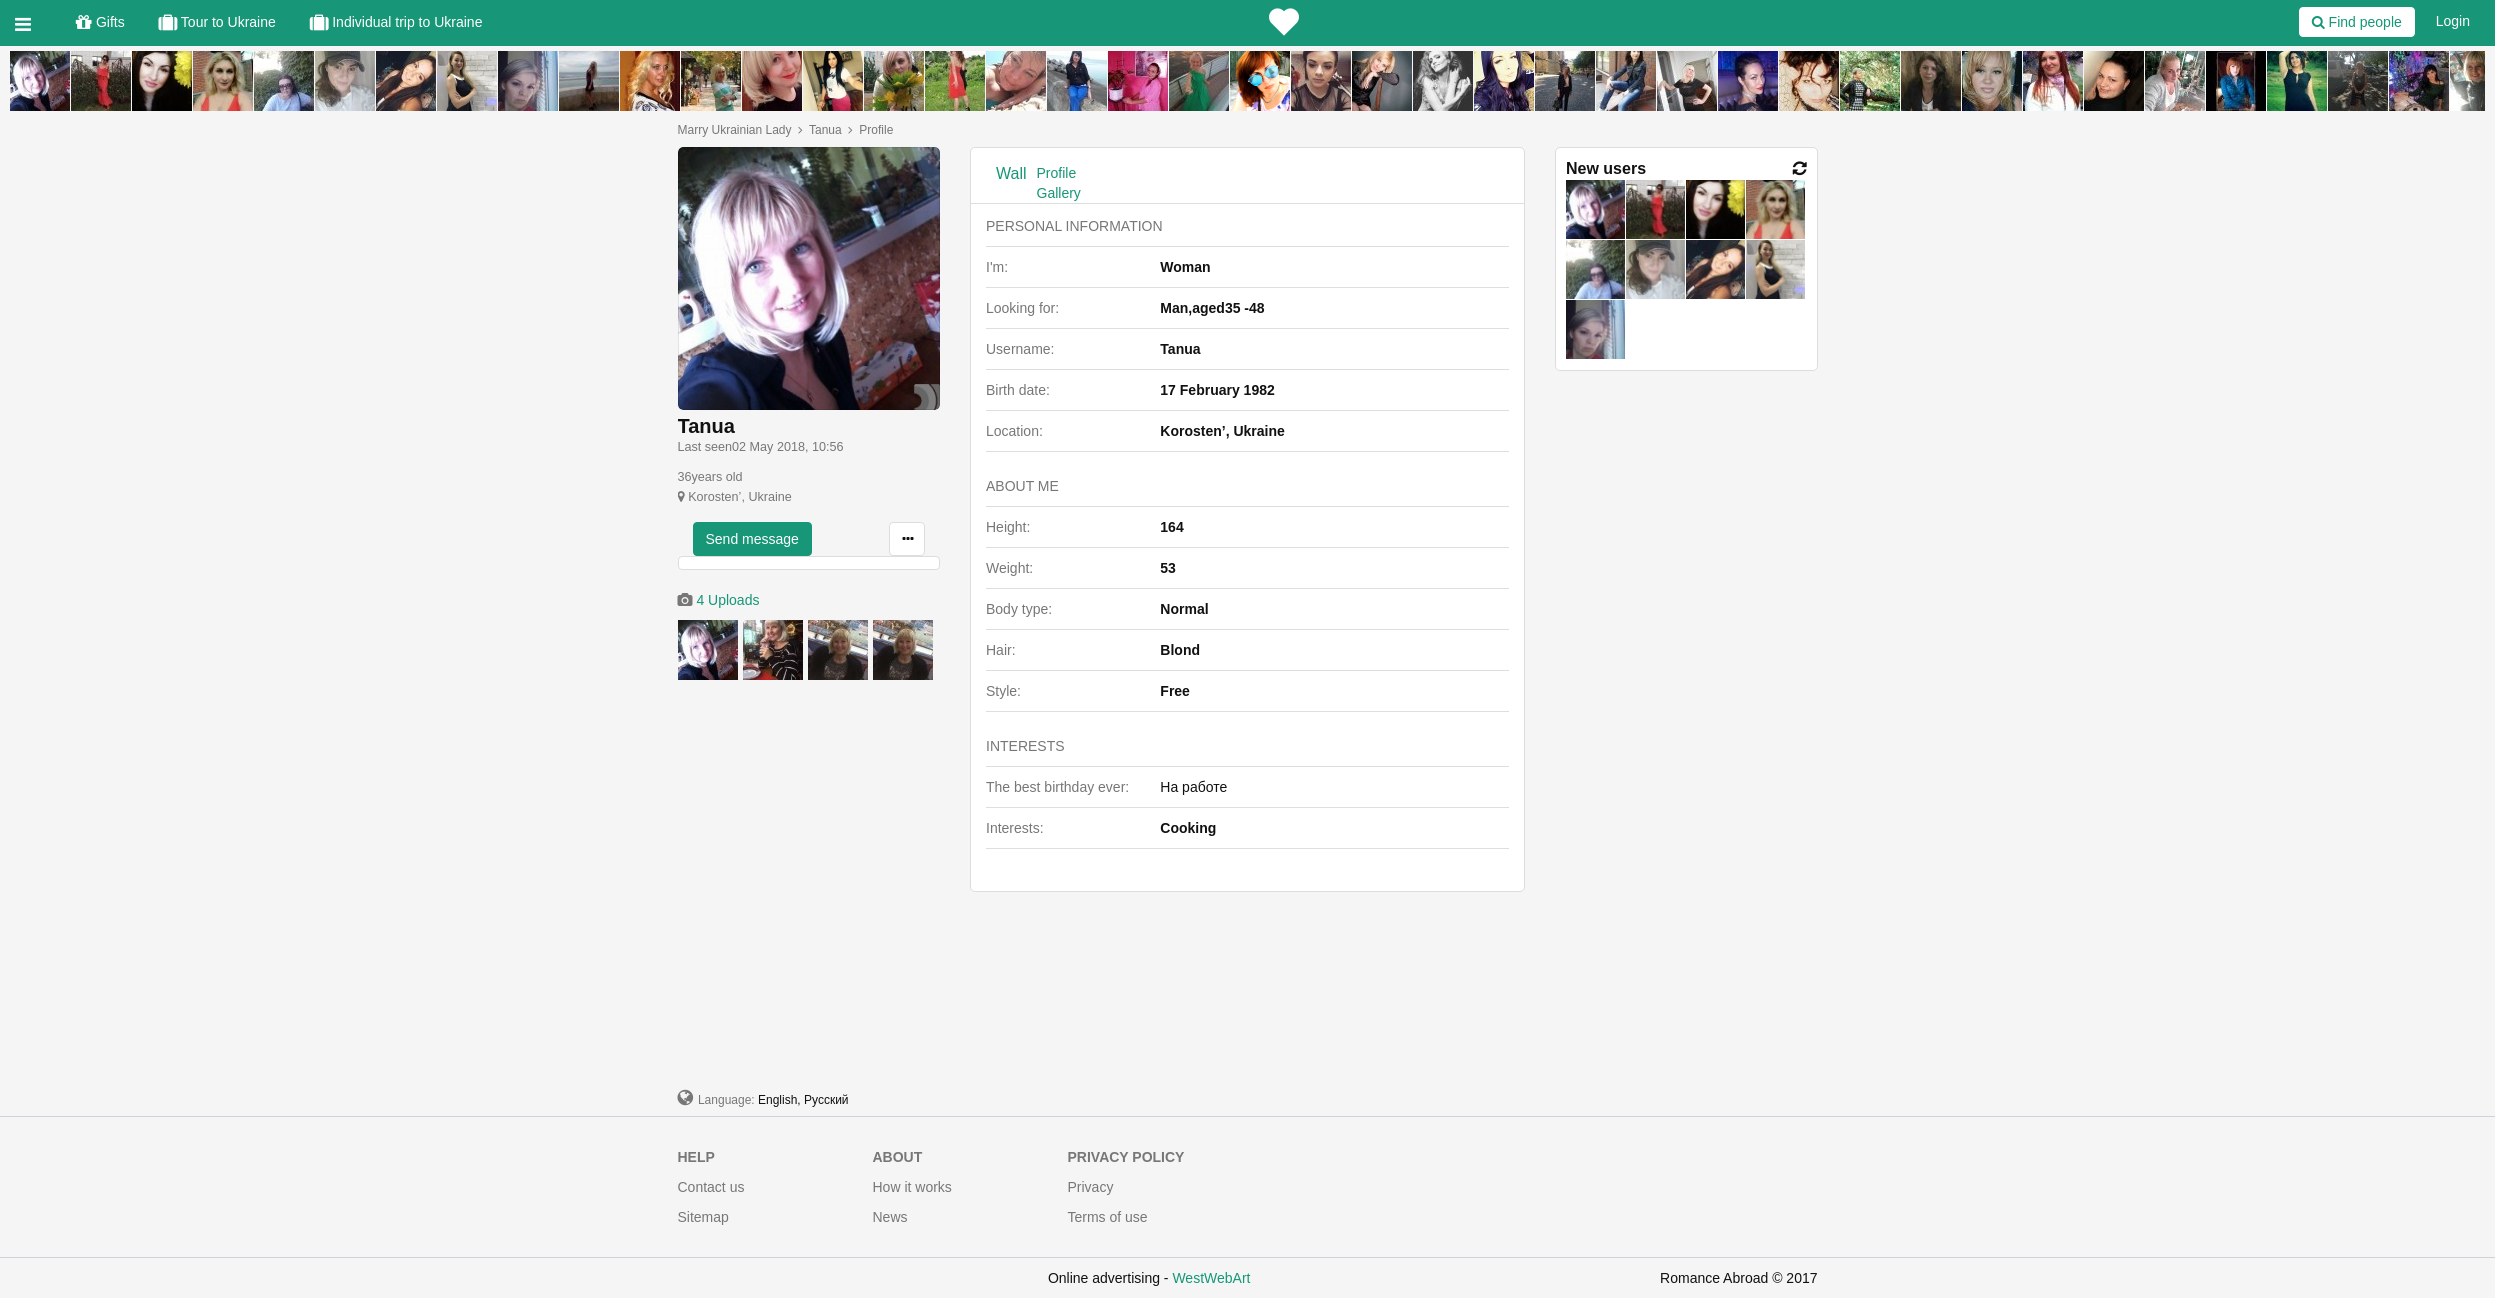 Gifts Tour to Ukraine Individual trip to Ukraine Find people Login
Marry Ukrainian Lady > Tanua > Profile
Tanua
Last seen02 May 2018, 10:56
36years old
Korosten’, Ukraine
Send message
4 Uploads
Wall Profile
Gallery
PERSONAL INFORMATION
I'm: Woman
Looking for: Man,aged35 -48
Username: Tanua
Birth date: 17 February 1982
Location: Korosten’, Ukraine
ABOUT ME
Height: 164
Weight: 53
Body type: Normal
Hair: Blond
Style: Free
INTERESTS
The best birthday ever: На работе
Interests: Cooking
New users
Language: English, Русский
HELP
Contact us
Sitemap
ABOUT
How it works
News
PRIVACY POLICY
Privacy
Terms of use
Online advertising - WestWebArt
Romance Abroad © 2017